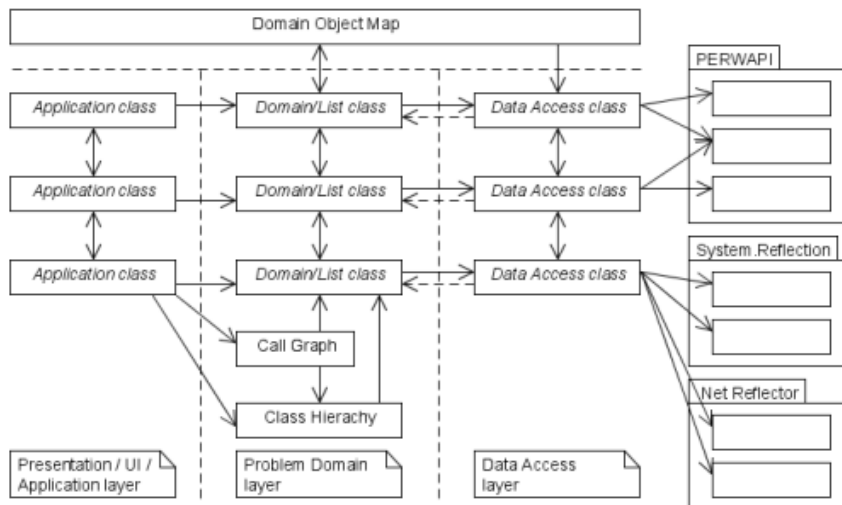 Domain Object Map
PERWAPI
Application class
Domain/List class
Data Access class
Application class
Domain/List class
Data Access class
System.Reflection
Application class
Domain/List class
Data Access class
Call Graph
Net Reflector
Class Hierachy
Presentation / UI /
Application layer
Problem Domain
layer
Data Access
layer